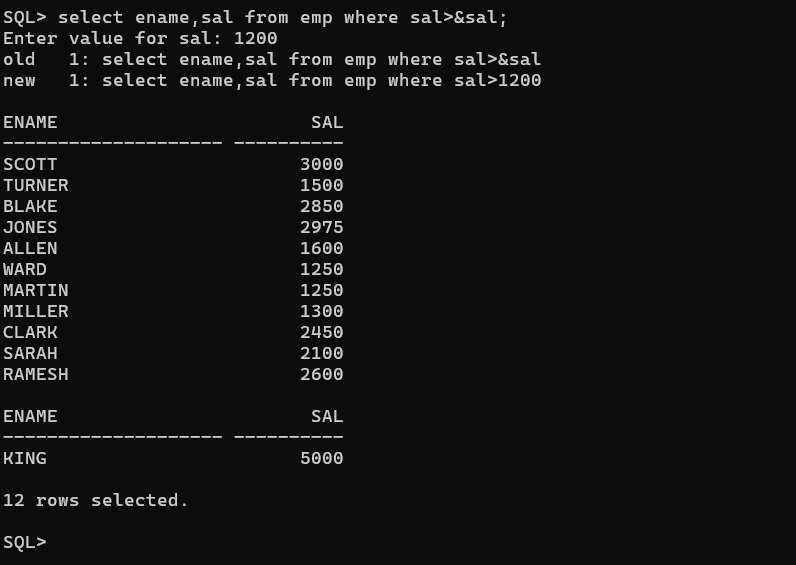 SQL> select ename,sal from emp where sal>&sal;
Enter value for sal: 1200
old   1: select ename,sal from emp where sal>&sal
new   1: select ename,sal from emp where sal>1200

ENAME                       SAL
-------------------- ----------
SCOTT                      3000
TURNER                     1500
BLAKE                      2850
JONES                      2975
ALLEN                      1600
WARD                       1250
MARTIN                     1250
MILLER                     1300
CLARK                      2450
SARAH                      2100
RAMESH                     2600

ENAME                       SAL
-------------------- ----------
KING                       5000

12 rows selected.

SQL>